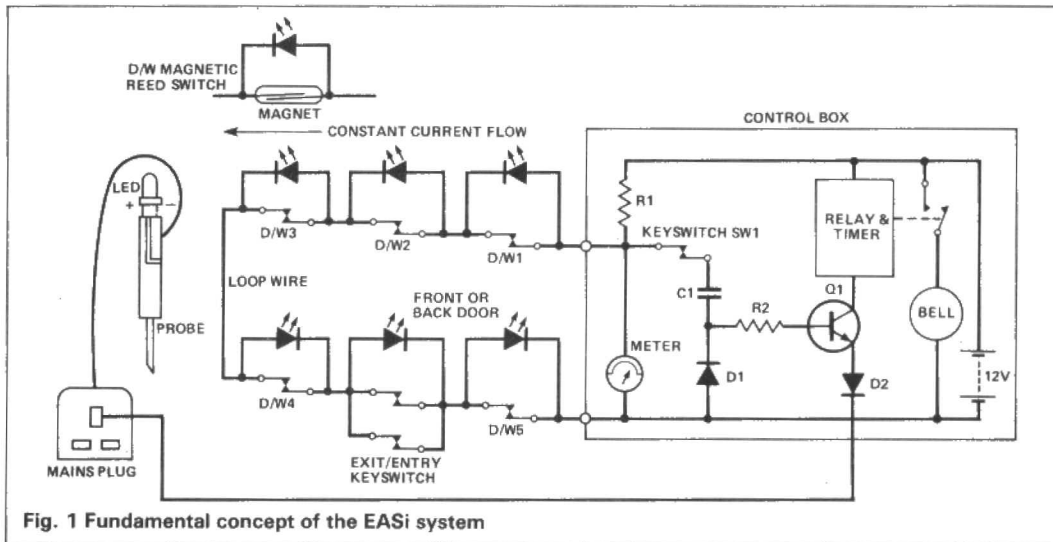 D/W MAGNETIC
REED SWITCH
MAGNET
CONSTANT CURRENT FLOW
CONTROL BOX
LED
+ -
R1
RELAY &
TIMER
KEYSWITCH SW1
D/W3
D/W2
D/W1
C1
Q1
LOOP WIRE
FRONT OR
BACK DOOR
R2
BELL
PROBE
METER
D1
D2
12V
D/W4
D/W5
EXIT/ENTRY
KEYSWITCH
MAINS PLUG
Fig. 1 Fundamental concept of the EASi system